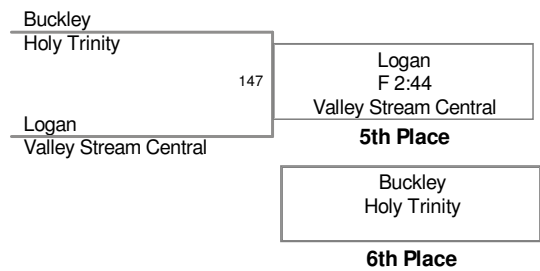 Buckley
Holy Trinity
147
Logan
Valley Stream Central
Logan
F 2:44
Valley Stream Central
5th Place
Buckley
Holy Trinity
6th Place